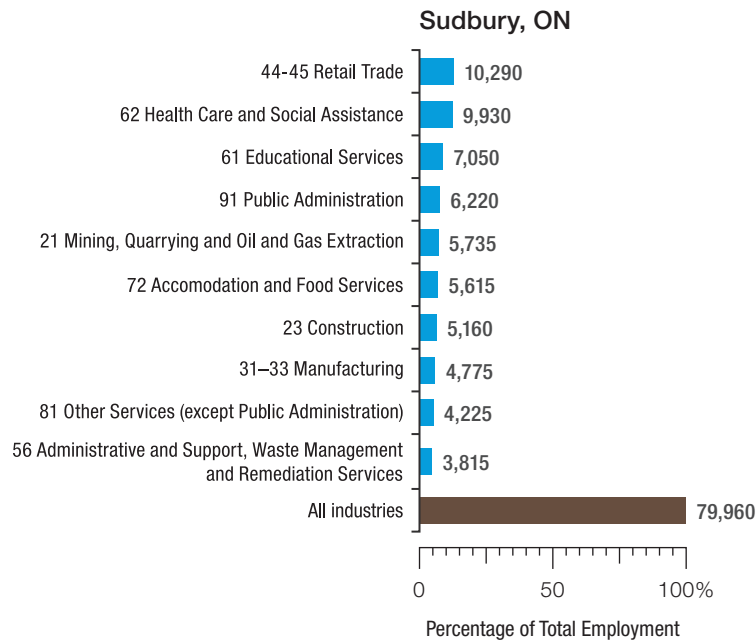 Sudbury, ON
44-45 Retail Trade 10,290
62 Health Care and Social Assistance 9,930
61 Educational Services 7,050
91 Public Administration 6,220
21 Mining, Quarrying and Oil and Gas Extraction 5,735
72 Accomodation and Food Services 5,615
23 Construction 5,160
31–33 Manufacturing 4,775
81 Other Services (except Public Administration) 4,225
56 Administrative and Support, Waste Management
and Remediation Services 3,815
All industries 79,960
0 50 100%
Percentage of Total Employment